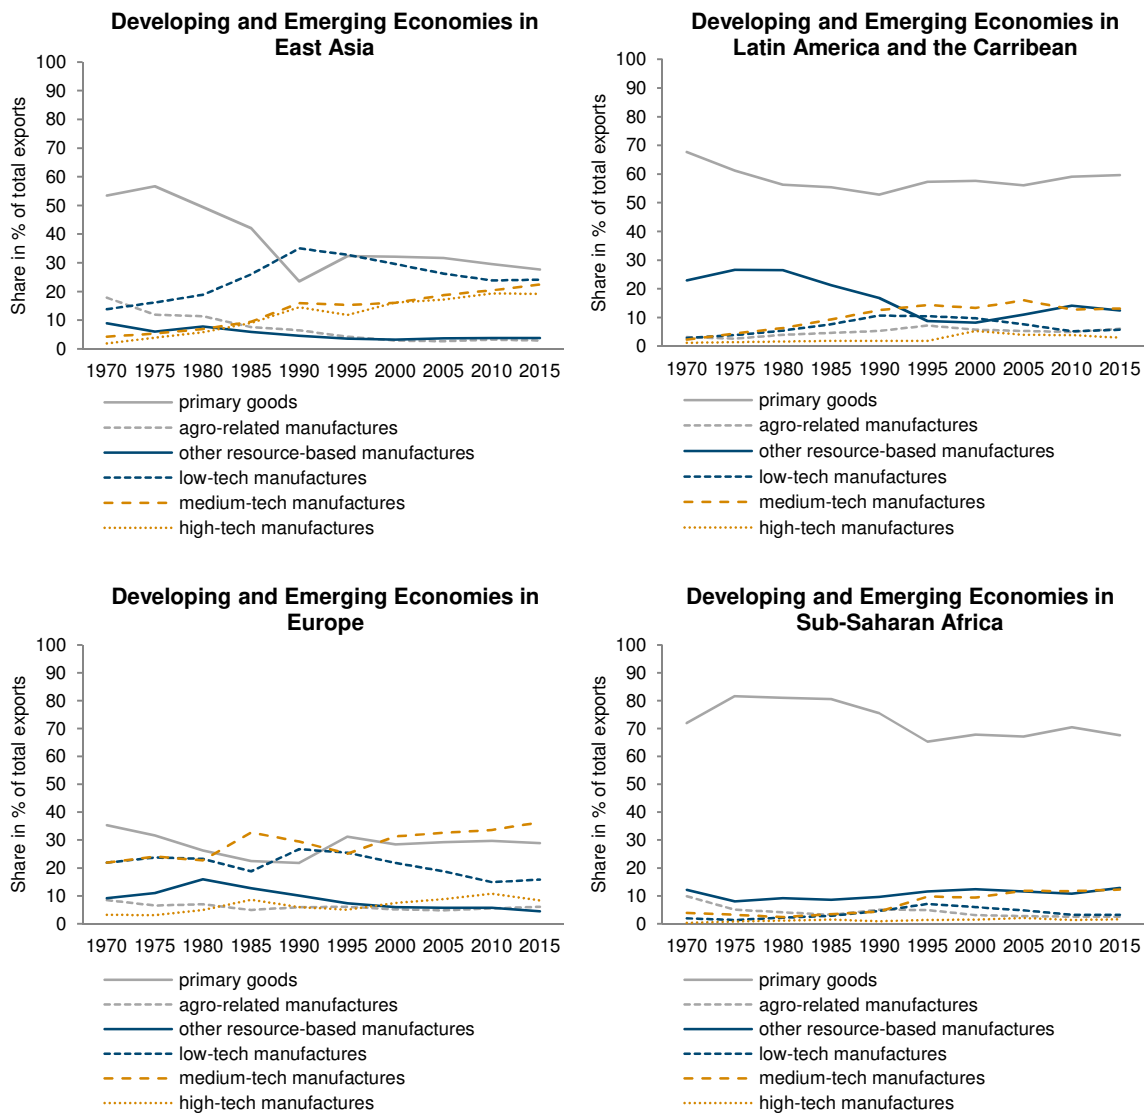 Developing and Emerging Economies in
East Asia
Share in % of total exports
100
90
80
70
60
50
40
30
20
10
0
1970 1975 1980 1985 1990 1995 2000 2005 2010 2015
primary goods
agro-related manufactures
other resource-based manufactures
low-tech manufactures
medium-tech manufactures
high-tech manufactures
Developing and Emerging Economies in
Latin America and the Carribean
Share in % of total exports
100
90
80
70
60
50
40
30
20
10
0
1970 1975 1980 1985 1990 1995 2000 2005 2010 2015
primary goods
agro-related manufactures
other resource-based manufactures
low-tech manufactures
medium-tech manufactures
high-tech manufactures
Developing and Emerging Economies in
Europe
Share in % of total exports
100
90
80
70
60
50
40
30
20
10
0
1970 1975 1980 1985 1990 1995 2000 2005 2010 2015
primary goods
agro-related manufactures
other resource-based manufactures
low-tech manufactures
medium-tech manufactures
high-tech manufactures
Developing and Emerging Economies in
Sub-Saharan Africa
Share in % of total exports
100
90
80
70
60
50
40
30
20
10
0
1970 1975 1980 1985 1990 1995 2000 2005 2010 2015
primary goods
agro-related manufactures
other resource-based manufactures
low-tech manufactures
medium-tech manufactures
high-tech manufactures